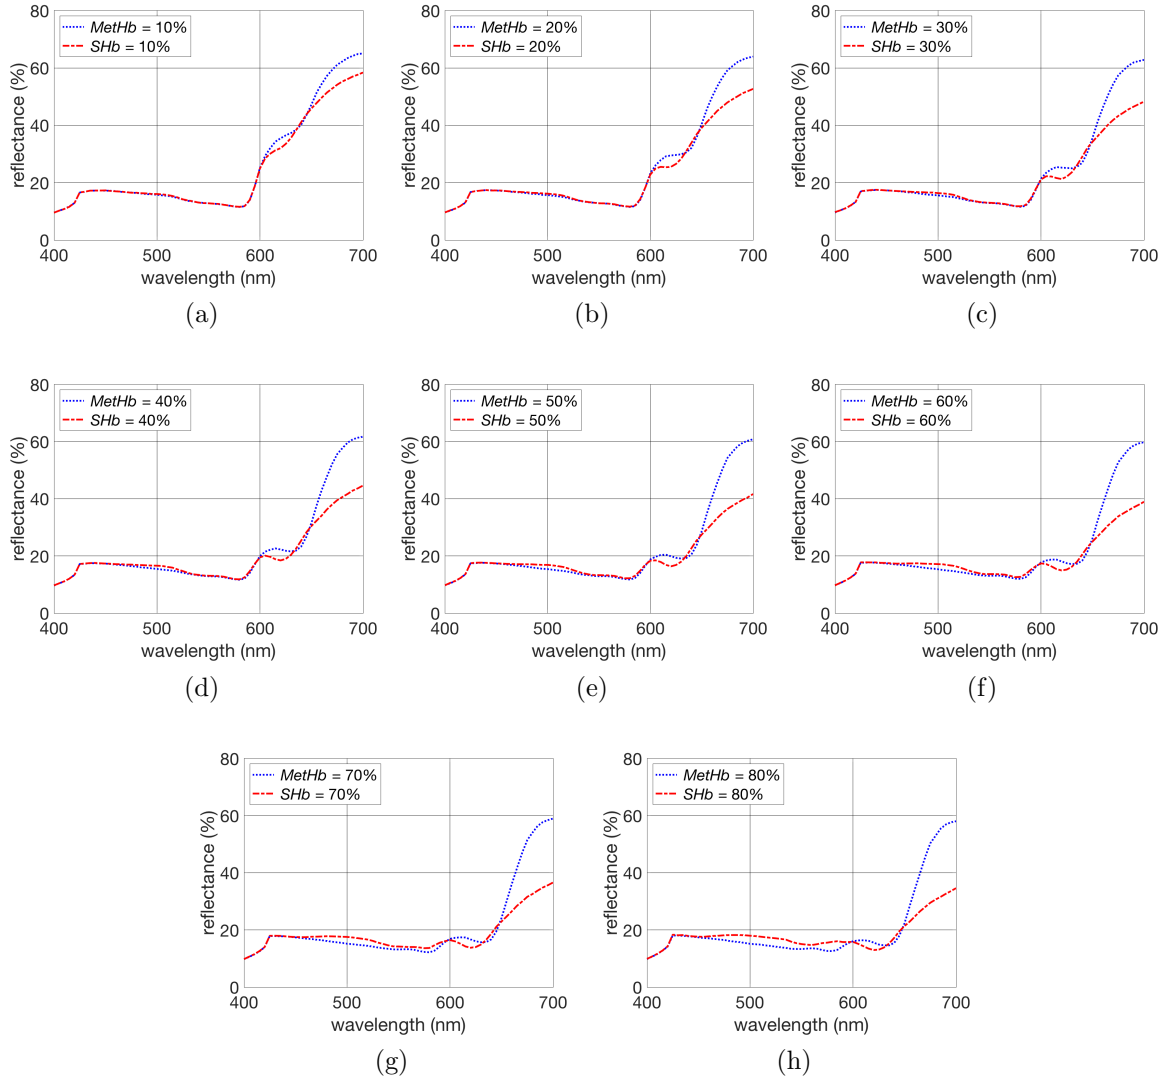 MetHb = 10%
SHb = 10%
80
60
40
20
0
reflectance (%)
400 500 600 700
wavelength (nm)
(a)
MetHb = 20%
SHb = 20%
80
60
40
20
0
reflectance (%)
400 500 600 700
wavelength (nm)
(b)
MetHb = 30%
SHb = 30%
80
60
40
20
0
reflectance (%)
400 500 600 700
wavelength (nm)
(c)
MetHb = 40%
SHb = 40%
80
60
40
20
0
reflectance (%)
400 500 600 700
wavelength (nm)
(d)
MetHb = 50%
SHb = 50%
80
60
40
20
0
reflectance (%)
400 500 600 700
wavelength (nm)
(e)
MetHb = 60%
SHb = 60%
80
60
40
20
0
reflectance (%)
400 500 600 700
wavelength (nm)
(f)
MetHb = 70%
SHb = 70%
80
60
40
20
0
reflectance (%)
400 500 600 700
wavelength (nm)
(g)
MetHb = 80%
SHb = 80%
80
60
40
20
0
reflectance (%)
400 500 600 700
wavelength (nm)
(h)